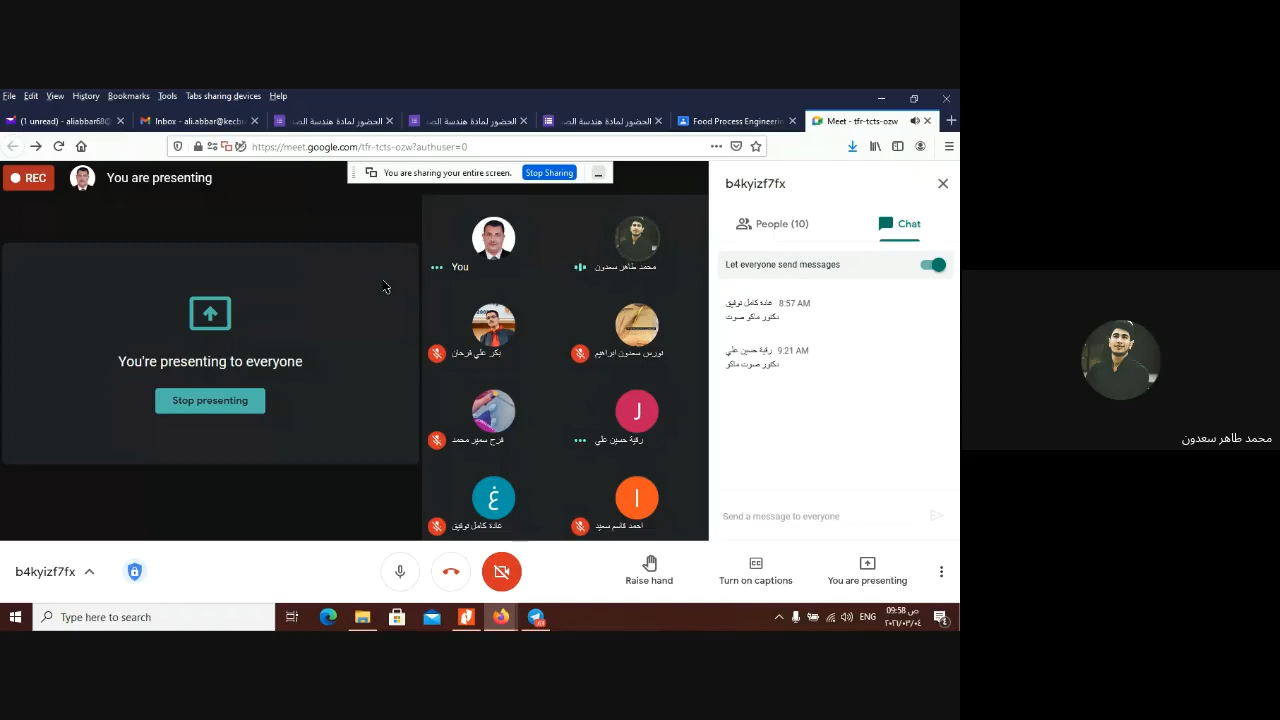 File Edit View History Bookmarks Tools Tabs sharing devices Help
(1 unread) - aliabbar68@
Inbox - ali.abbar@kecbu
الحضور لمادة هندسة الصـ
الحضور لمادة هندسة الصـ
الحضور لمادة هندسة الصـ
Food Process Engineerin
Meet - tfr-tcts-ozw
https://meet.google.com/tfr-tcts-ozw?authuser=0
REC
You are presenting
You are sharing your entire screen.
Stop Sharing
b4kyizf7fx
People (10)
Chat
Let everyone send messages
غادة كامل توفيق 8:57 AM
دكتور ماكو صوت
رقية حسين علي 9:21 AM
دكتور صوت ماكو
You're presenting to everyone
Stop presenting
You
محمد طاهر سعدون
بكر علي فرحان
نورس سعدون ابراهيم
فرح سمير محمد
J
رقية حسين علي
غ
غادة كامل توفيق
ا
احمد قاسم سعيد
Send a message to everyone
b4kyizf7fx
Raise hand
Turn on captions
You are presenting
Type here to search
ENG
09:58 ص
٢٠٢١/٠٣/٠٤
محمد طاهر سعدون